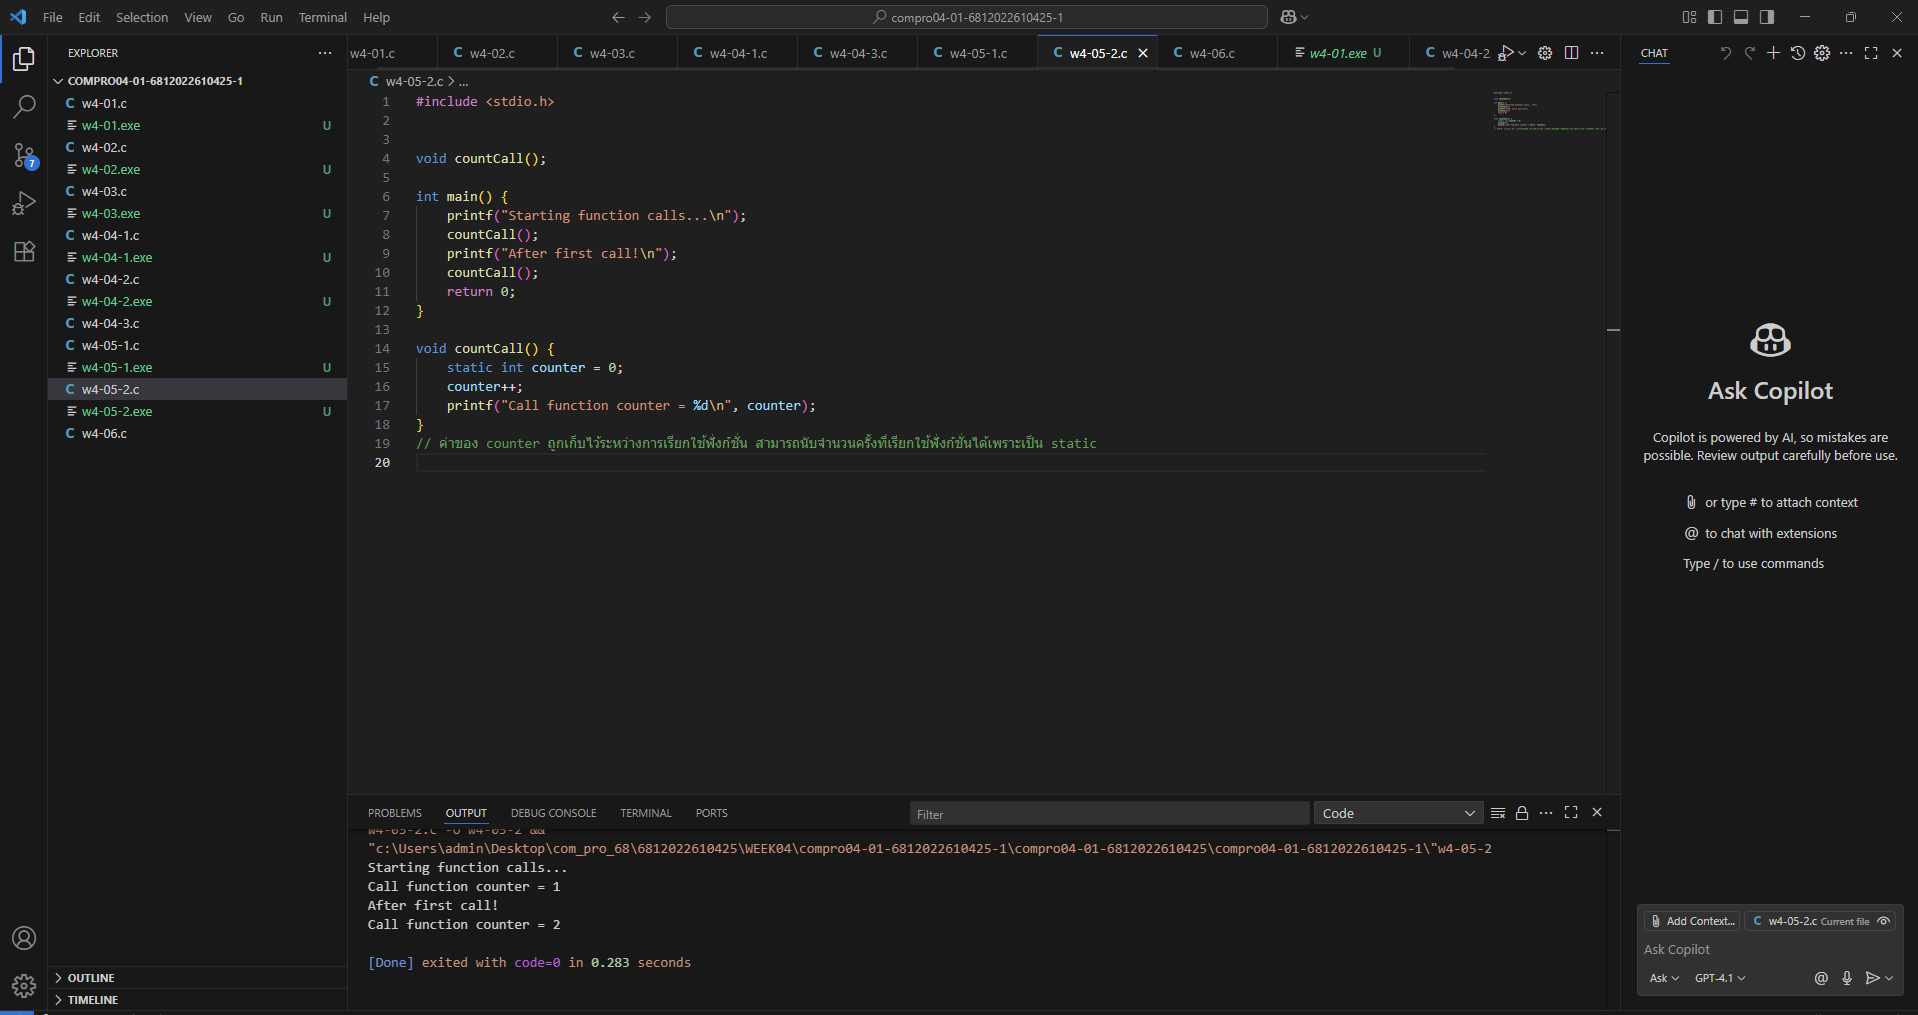 File Edit Selection View Go Run Terminal Help
compro04-01-6812022610425-1
EXPLORER
COMPRO04-01-6812022610425-1
w4-01.c
w4-01.exe U
w4-02.c
w4-02.exe U
w4-03.c
w4-03.exe U
w4-04-1.c
w4-04-1.exe U
w4-04-2.c
w4-04-2.exe U
w4-04-3.c
w4-05-1.c
w4-05-1.exe U
w4-05-2.c
w4-05-2.exe U
w4-06.c
7
OUTLINE
TIMELINE
w4-01.c w4-02.c w4-03.c w4-04-1.c w4-04-3.c w4-05-1.c w4-05-2.c w4-06.c w4-01.exe U w4-04-2
w4-05-2.c > ...
1 #include <stdio.h>
2
3
4 void countCall();
5
6 int main() {
7 printf("Starting function calls...\n");
8 countCall();
9 printf("After first call!\n");
10 countCall();
11 return 0;
12 }
13
14 void countCall() {
15 static int counter = 0;
16 counter++;
17 printf("Call function counter = %d\n", counter);
18 }
19 // ค่าของ counter ถูกเก็บไว้ระหว่างการเรียกใช้ฟังก์ชั่น สามารถนับจำนวนครั้งที่เรียกใช้ฟังก์ชั่นได้เพราะเป็น static
20
PROBLEMS OUTPUT DEBUG CONSOLE TERMINAL PORTS
Filter
Code
w4-05-2.c -o w4-05-2 &&
"c:\Users\admin\Desktop\com_pro_68\6812022610425\WEEK04\compro04-01-6812022610425-1\compro04-01-6812022610425\compro04-01-6812022610425-1\"w4-05-2
Starting function calls...
Call function counter = 1
After first call!
Call function counter = 2
[Done] exited with code=0 in 0.283 seconds
CHAT
Ask Copilot
Copilot is powered by AI, so mistakes are
possible. Review output carefully before use.
or type # to attach context
@ to chat with extensions
Type / to use commands
Add Context...
w4-05-2.c Current file
Ask Copilot
Ask GPT-4.1